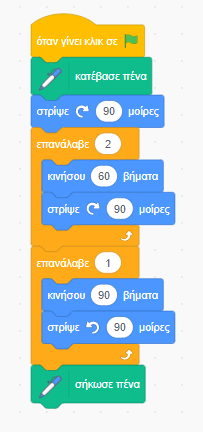 όταν γίνει κλικ σε
κατέβασε πένα
στρίψε 90 μοίρες
επανάλαβε 2
κινήσου 60 βήματα
στρίψε 90 μοίρες
επανάλαβε 1
κινήσου 90 βήματα
στρίψε 90 μοίρες
σήκωσε πένα